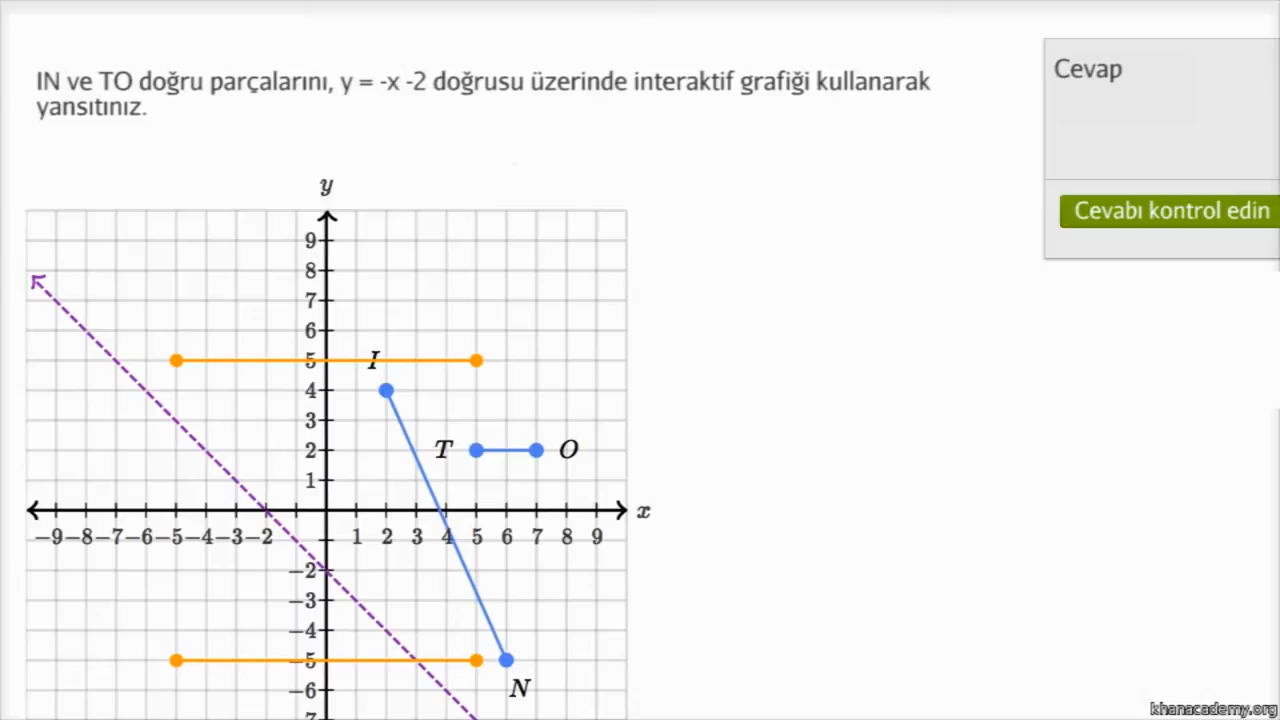 IN ve TO doğru parçalarını, y = -x -2 doğrusu üzerinde interaktif grafiği kullanarak
yansıtınız.
Cevap
Cevabı kontrol edin
y
9
8
7
6
5
I
4
3
T
2
O
1
x
−9 −8 −7 −6 −5 −4 −3 −2 1 2 3 4 5 6 7 8 9
−2
−3
−4
−5
N
−6
khanacademy.org